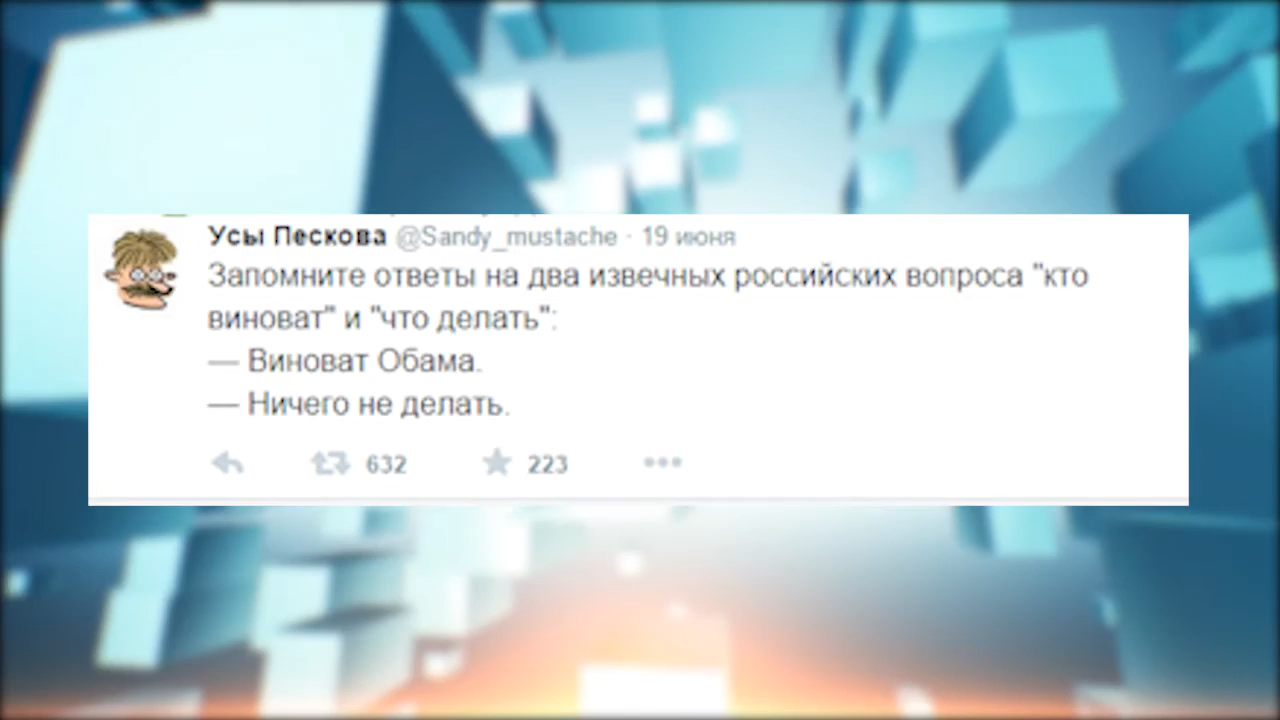 Усы Пескова @Sandy_mustache · 19 июня
Запомните ответы на два извечных российских вопроса "кто
виноват" и "что делать":
— Виноват Обама.
— Ничего не делать.
632 223